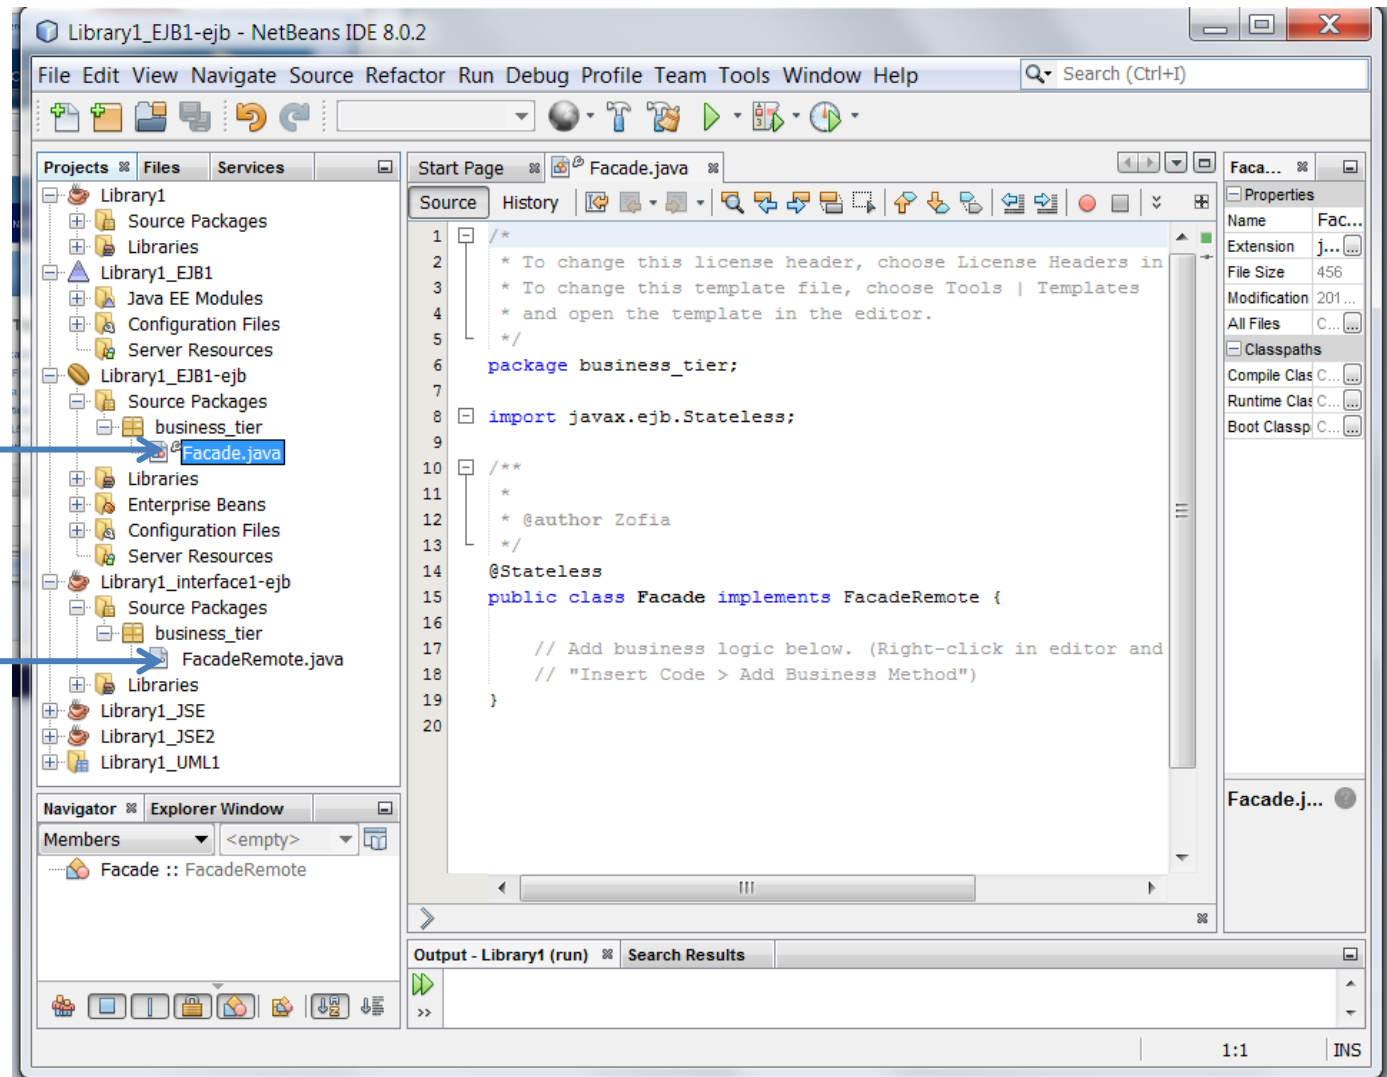 Library1_EJB1-ejb - NetBeans IDE 8.0.2
File Edit View Navigate Source Refactor Run Debug Profile Team Tools Window Help
Search (Ctrl+I)
Projects Files Services
Library1
Source Packages
Libraries
Library1_EJB1
Java EE Modules
Configuration Files
Server Resources
Library1_EJB1-ejb
Source Packages
business_tier
Facade.java
Libraries
Enterprise Beans
Configuration Files
Server Resources
Library1_interface1-ejb
Source Packages
business_tier
FacadeRemote.java
Libraries
Library1_JSE
Library1_JSE2
Library1_UML1
Navigator Explorer Window
Members <empty>
Facade :: FacadeRemote
Start Page Facade.java
Source History
1 /*
2 * To change this license header, choose License Headers in
3 * To change this template file, choose Tools | Templates
4 * and open the template in the editor.
5 */
6 package business_tier;
7
8 import javax.ejb.Stateless;
9
10 /**
11 *
12 * @author Zofia
13 */
14 @Stateless
15 public class Facade implements FacadeRemote {
16
17 // Add business logic below. (Right-click in editor and
18 // "Insert Code > Add Business Method")
19 }
20
Output - Library1 (run) Search Results
Faca...
Properties
Name Fac...
Extension j... ...
File Size 456
Modification 201...
All Files C... ...
Classpaths
Compile Clas C... ...
Runtime Clas C... ...
Boot Classp C... ...
Facade.j...
1:1 INS